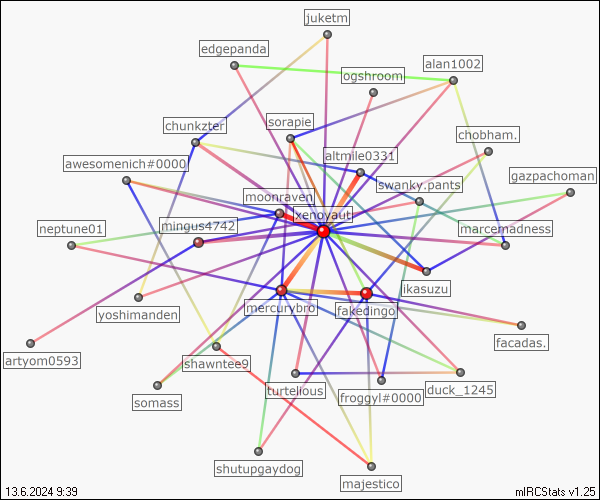 juketm
edgepanda
alan1002
ogshroom
chunkzter
sorapie
chobham.
awesomenich#0000
altmile0331
gazpachoman
swanky.pants
moonraven
xenoyaut
neptune01
mingus4742
marcemadness
yoshimanden
mercurybro
fakedingo
ikasuzu
artyom0593
shawntee9
facadas.
somass
turtelious
froggyl#0000
duck_1245
shutupgaydog
majestico
13.6.2024 9:39
mIRCStats v1.25